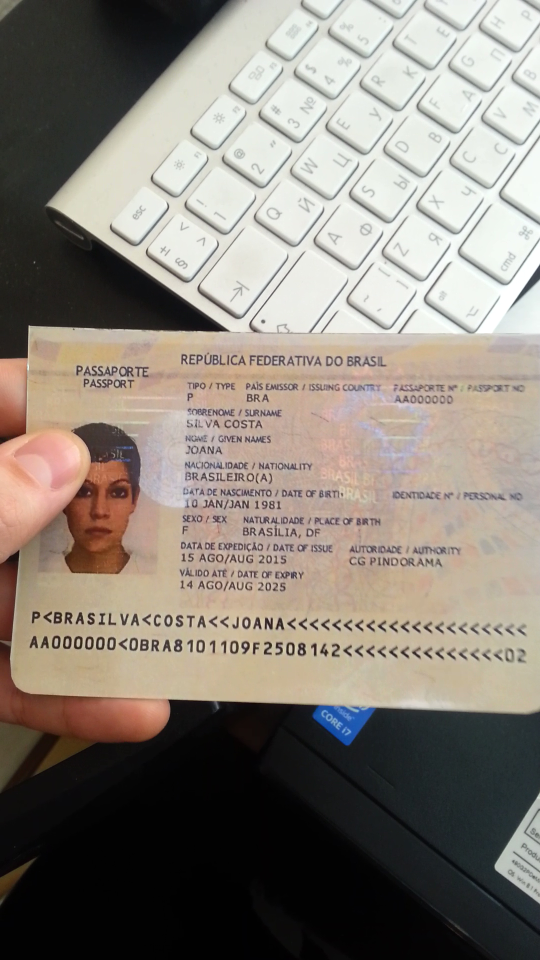 esc
REPÚBLICA FEDERATIVA DO BRASIL
PASSAPORTE
PASSPORT
TIPO / TYPE PAÍS EMISSOR / ISSUING COUNTRY PASSAPORTE Nº / PASSPORT NO
P BRA AA000000
SOBRENOME / SURNAME
SILVA COSTA
NOME / GIVEN NAMES
JOANA
NACIONALIDADE / NATIONALITY
BRASILEIRO(A)
DATA DE NASCIMENTO / DATE OF BIRTH IDENTIDADE Nº / PERSONAL NO
10 JAN/JAN 1981
SEXO / SEX NATURALIDADE / PLACE OF BIRTH
F BRASÍLIA, DF
DATA DE EXPEDIÇÃO / DATE OF ISSUE AUTORIDADE / AUTHORITY
15 AGO/AUG 2015 CG PINDORAMA
VÁLIDO ATÉ / DATE OF EXPIRY
14 AGO/AUG 2025
P<BRASILVA<COSTA<<JOANA<<<<<<<<<<<<<<<<<<<<<
AA000000<0BRA8101109F2508142<<<<<<<<<<<<<<02
inside
CORE i7